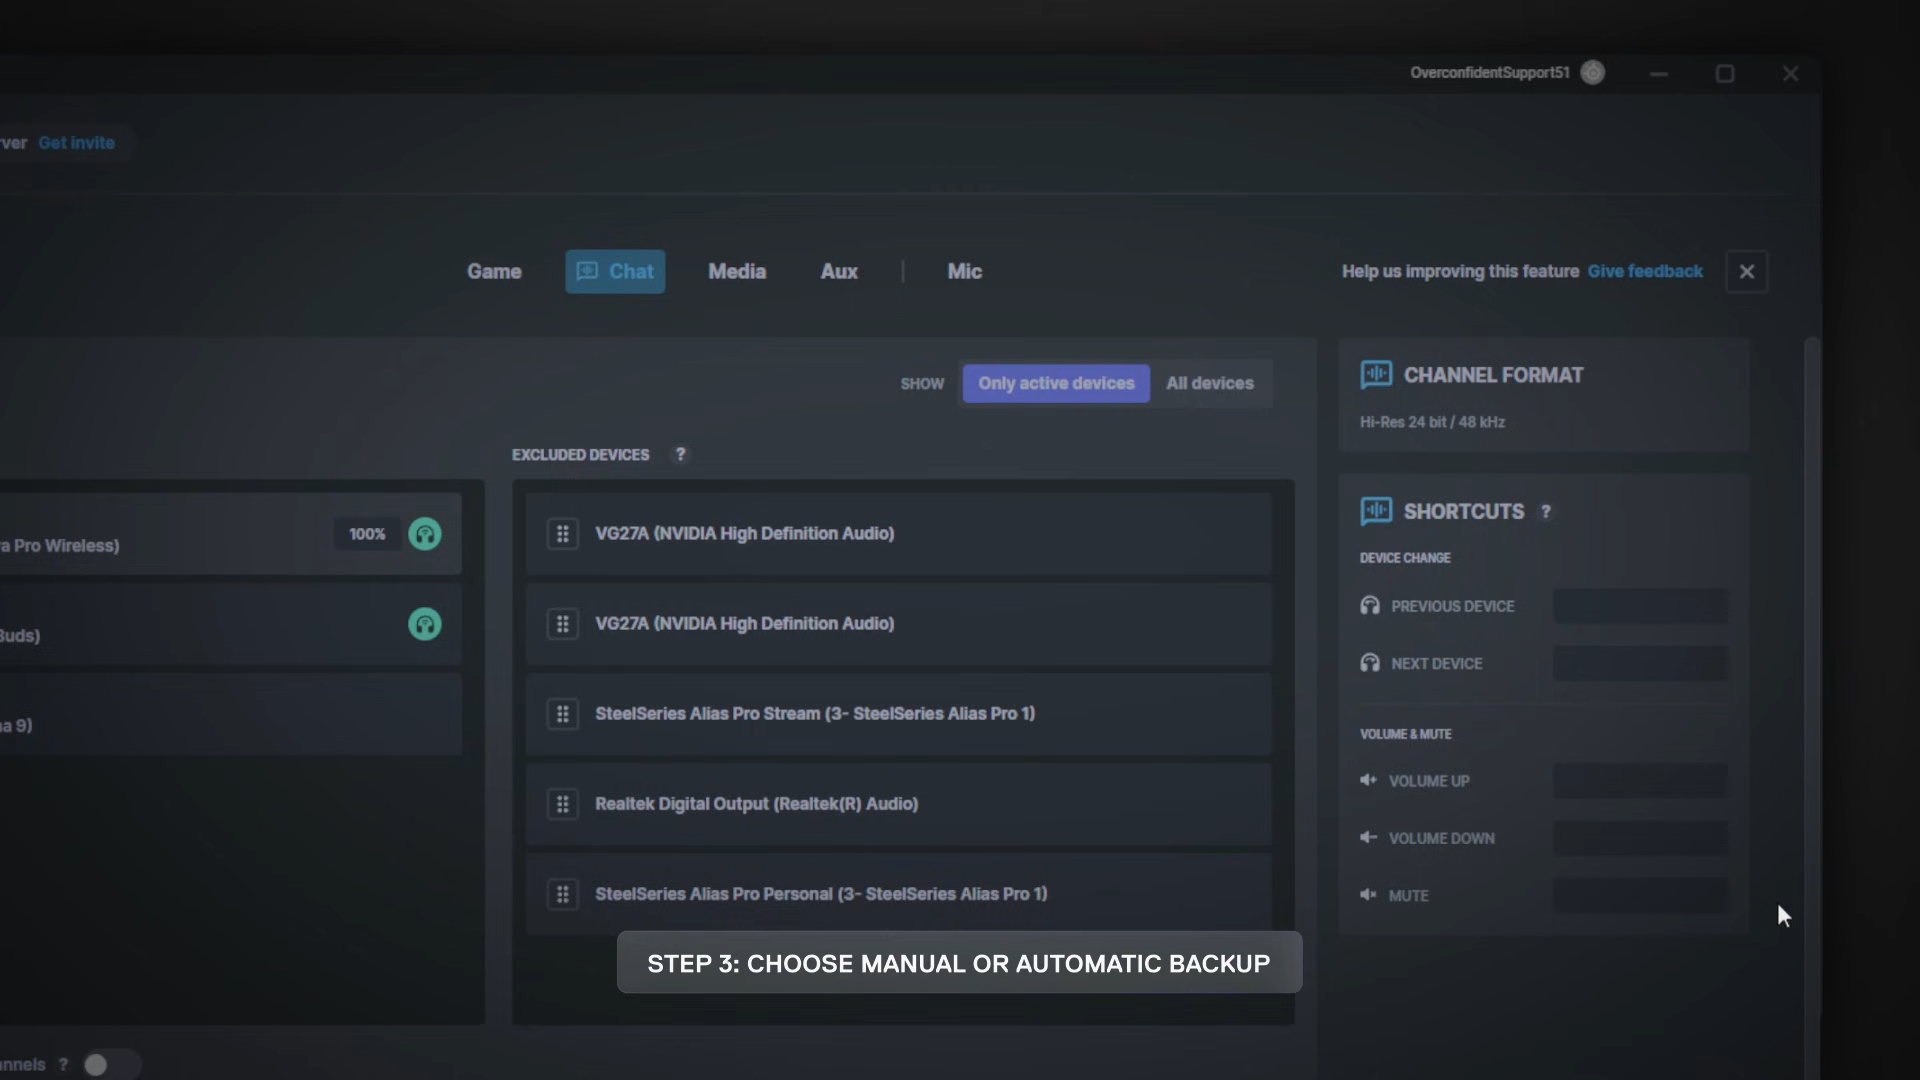 OverconfidentSupport51
rver Get invite
Game
Chat
Media
Aux
Mic
Help us improving this feature Give feedback
SHOW
Only active devices
All devices
EXCLUDED DEVICES ?
a Pro Wireless)
100%
Buds)
na 9)
VG27A (NVIDIA High Definition Audio)
VG27A (NVIDIA High Definition Audio)
SteelSeries Alias Pro Stream (3- SteelSeries Alias Pro 1)
Realtek Digital Output (Realtek(R) Audio)
SteelSeries Alias Pro Personal (3- SteelSeries Alias Pro 1)
CHANNEL FORMAT
Hi-Res 24 bit / 48 kHz
SHORTCUTS ?
DEVICE CHANGE
PREVIOUS DEVICE
NEXT DEVICE
VOLUME & MUTE
VOLUME UP
VOLUME DOWN
MUTE
STEP 3: CHOOSE MANUAL OR AUTOMATIC BACKUP
annels ?